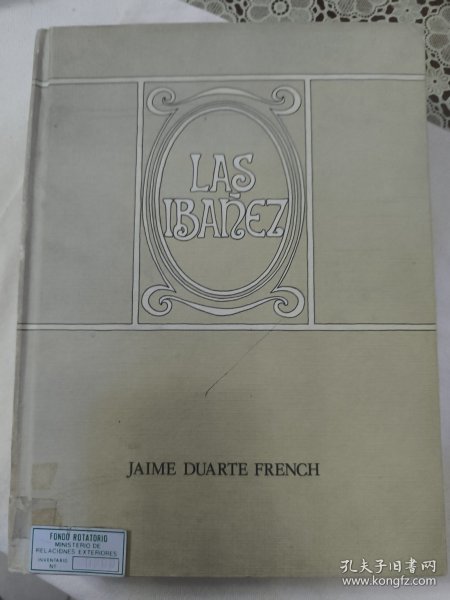 LAS
IBAÑEZ
JAIME DUARTE FRENCH
FONDO ROTATORIO
MINISTERIO DE
RELACIONES EXTERIORES
INVENTARIO
Nº
孔夫子旧书网
www.kongfz.com